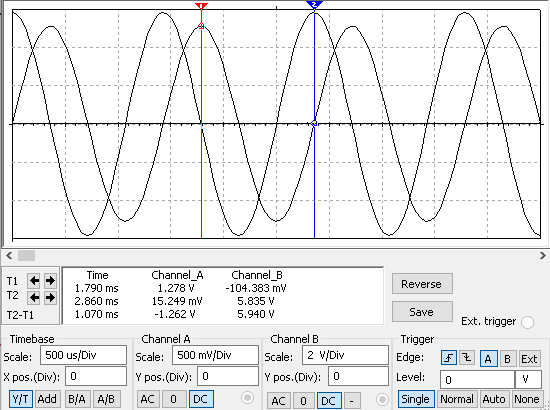 1 2
Time Channel_A Channel_B
T1 1.790 ms 1.278 V -104.383 mV
T2 2.860 ms 15.249 mV 5.835 V
T2-T1 1.070 ms -1.262 V 5.940 V
Reverse
Save
Ext. trigger
Timebase Channel A Channel B Trigger
Scale: 500 us/Div Scale: 500 mV/Div Scale: 2 V/Div Edge: A B Ext
X pos.(Div): 0 Y pos.(Div): 0 Y pos.(Div): 0 Level: 0 V
Y/T Add B/A A/B AC 0 DC AC 0 DC - Single Normal Auto None